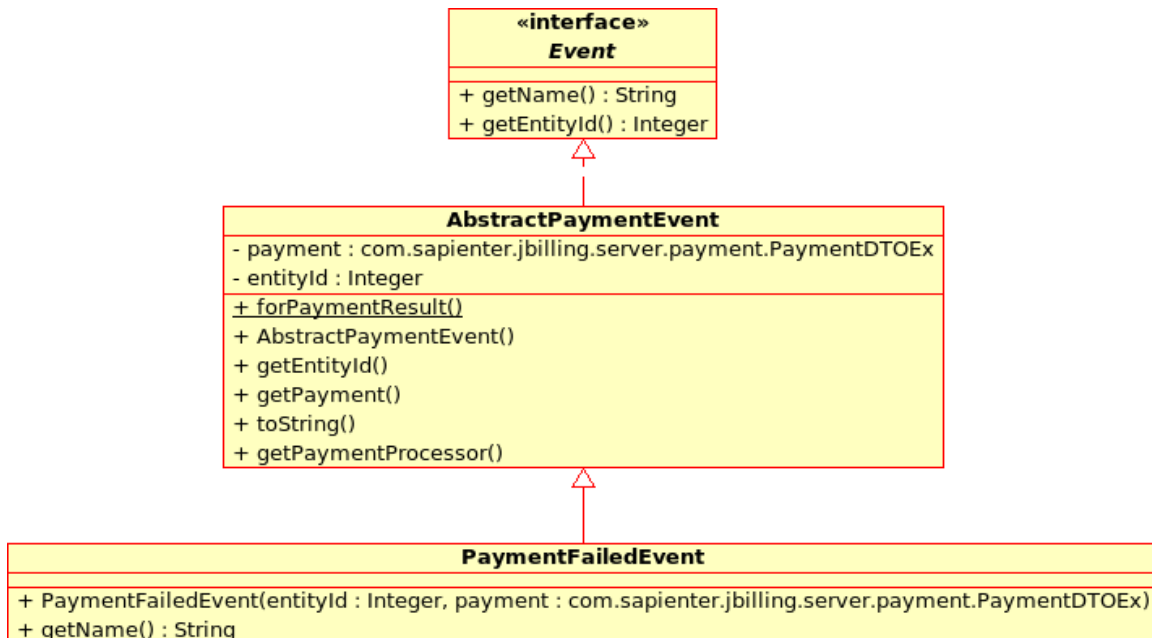 «interface»
Event
+ getName() : String
+ getEntityId() : Integer
AbstractPaymentEvent
- payment : com.sapienter.jbilling.server.payment.PaymentDTOEx
- entityId : Integer
+ forPaymentResult()
+ AbstractPaymentEvent()
+ getEntityId()
+ getPayment()
+ toString()
+ getPaymentProcessor()
PaymentFailedEvent
+ PaymentFailedEvent(entityId : Integer, payment : com.sapienter.jbilling.server.payment.PaymentDTOEx)
+ getName() : String